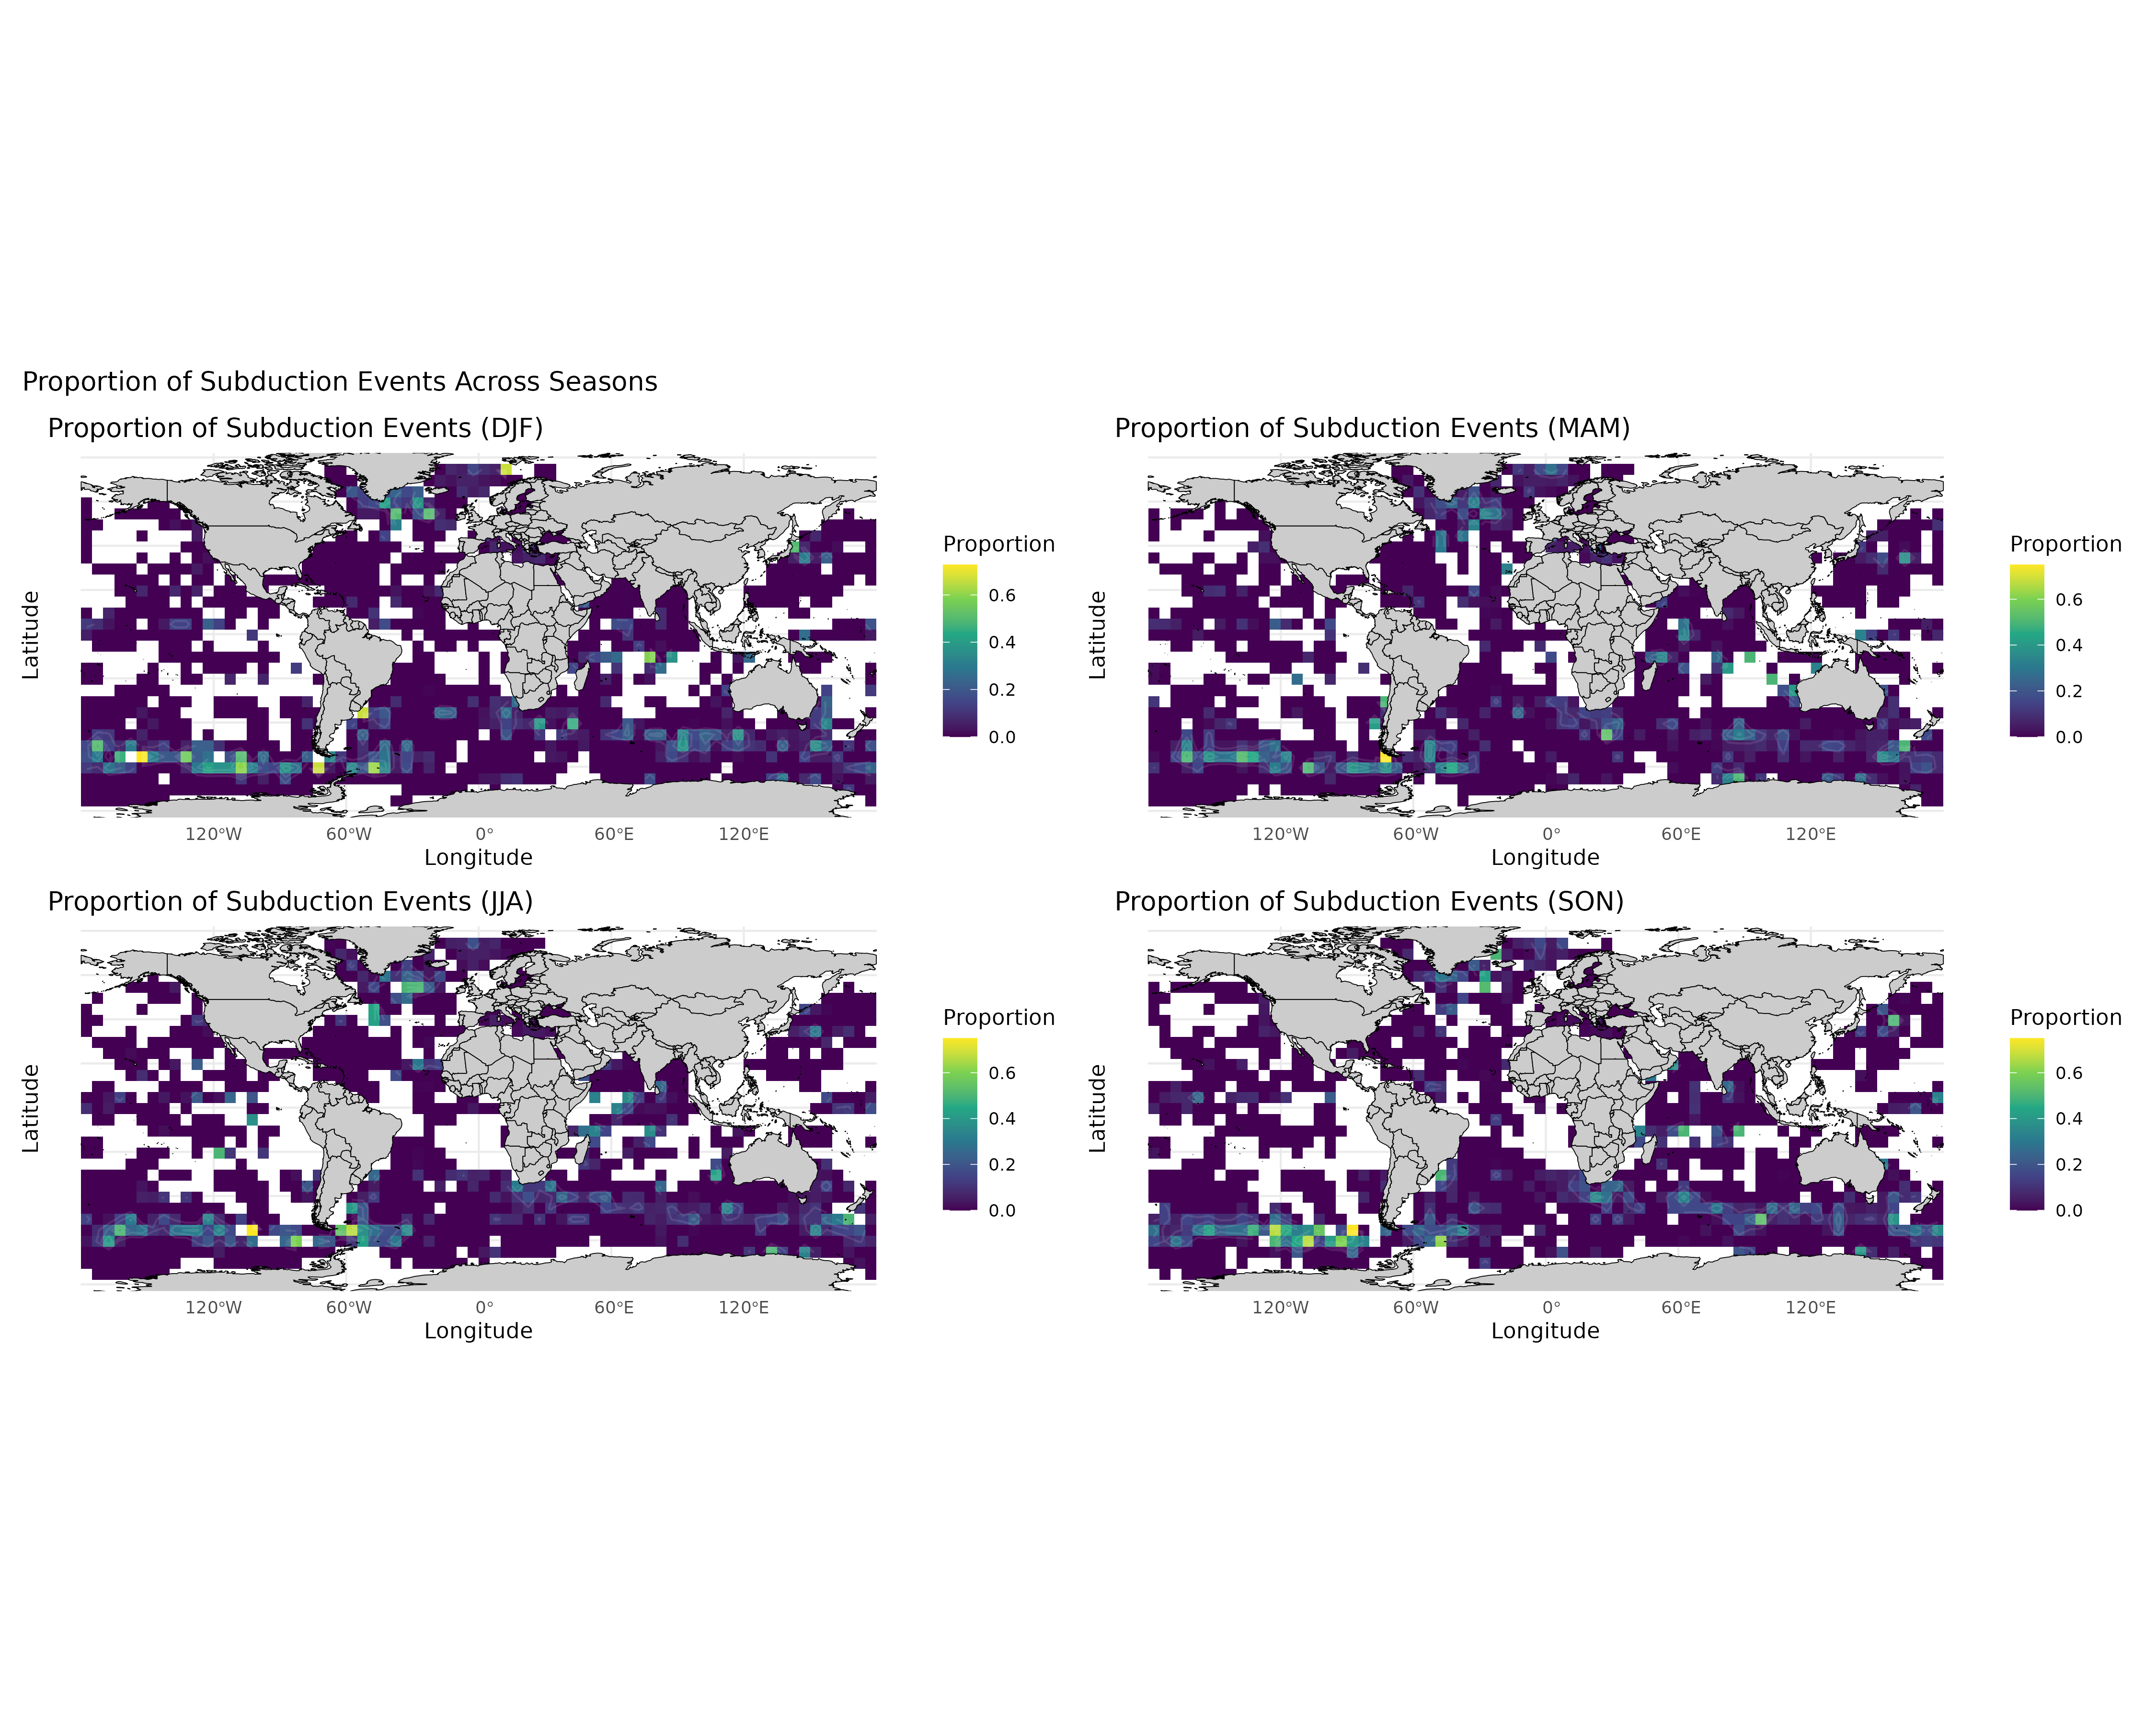 Proportion of Subduction Events Across Seasons
Proportion of Subduction Events (DJF)
Latitude
120°W 60°W 0° 60°E 120°E
Longitude
Proportion
0.6
0.4
0.2
0.0
Proportion of Subduction Events (MAM)
Latitude
120°W 60°W 0° 60°E 120°E
Longitude
Proportion
0.6
0.4
0.2
0.0
Proportion of Subduction Events (JJA)
Latitude
120°W 60°W 0° 60°E 120°E
Longitude
Proportion
0.6
0.4
0.2
0.0
Proportion of Subduction Events (SON)
Latitude
120°W 60°W 0° 60°E 120°E
Longitude
Proportion
0.6
0.4
0.2
0.0